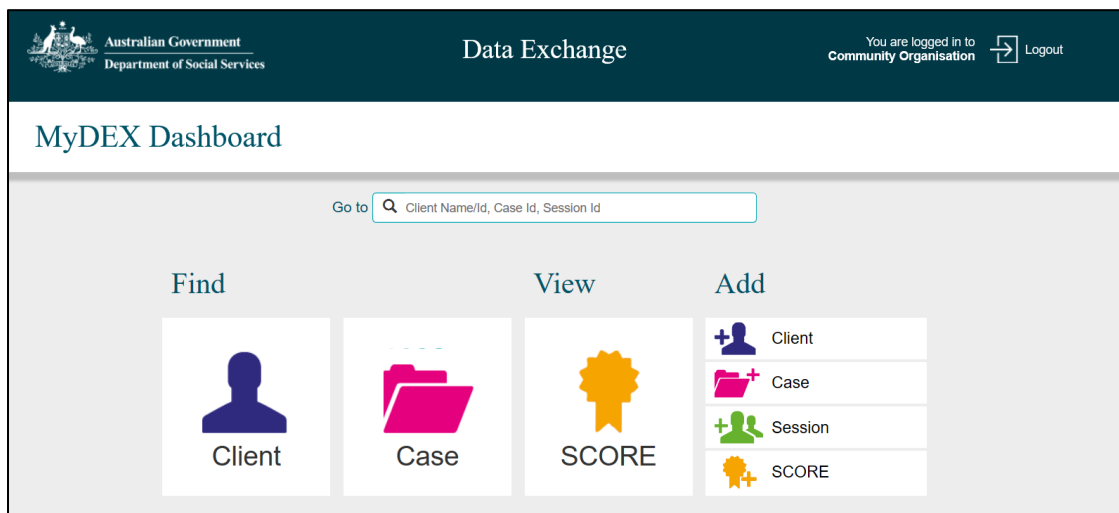 Australian Government
Department of Social Services
Data Exchange
You are logged in to
Community Organisation
Logout
MyDEX Dashboard
Go to
Client Name/Id, Case Id, Session Id
Find
View
Add
Client
Case
SCORE
Client
Case
Session
SCORE